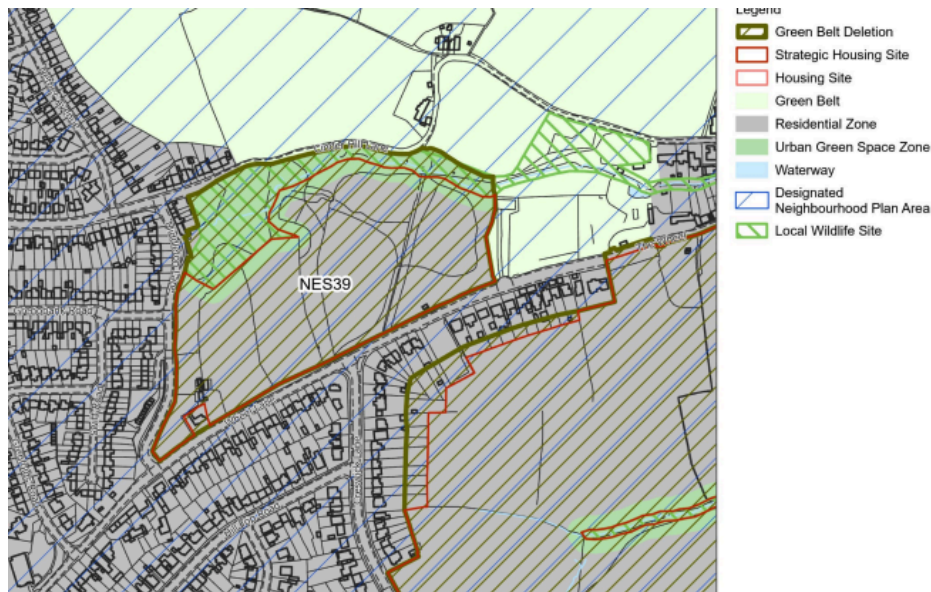 Legend
Green Belt Deletion
Strategic Housing Site
Housing Site
Green Belt
Residential Zone
Urban Green Space Zone
Waterway
Designated
Neighbourhood Plan Area
Local Wildlife Site
NES39